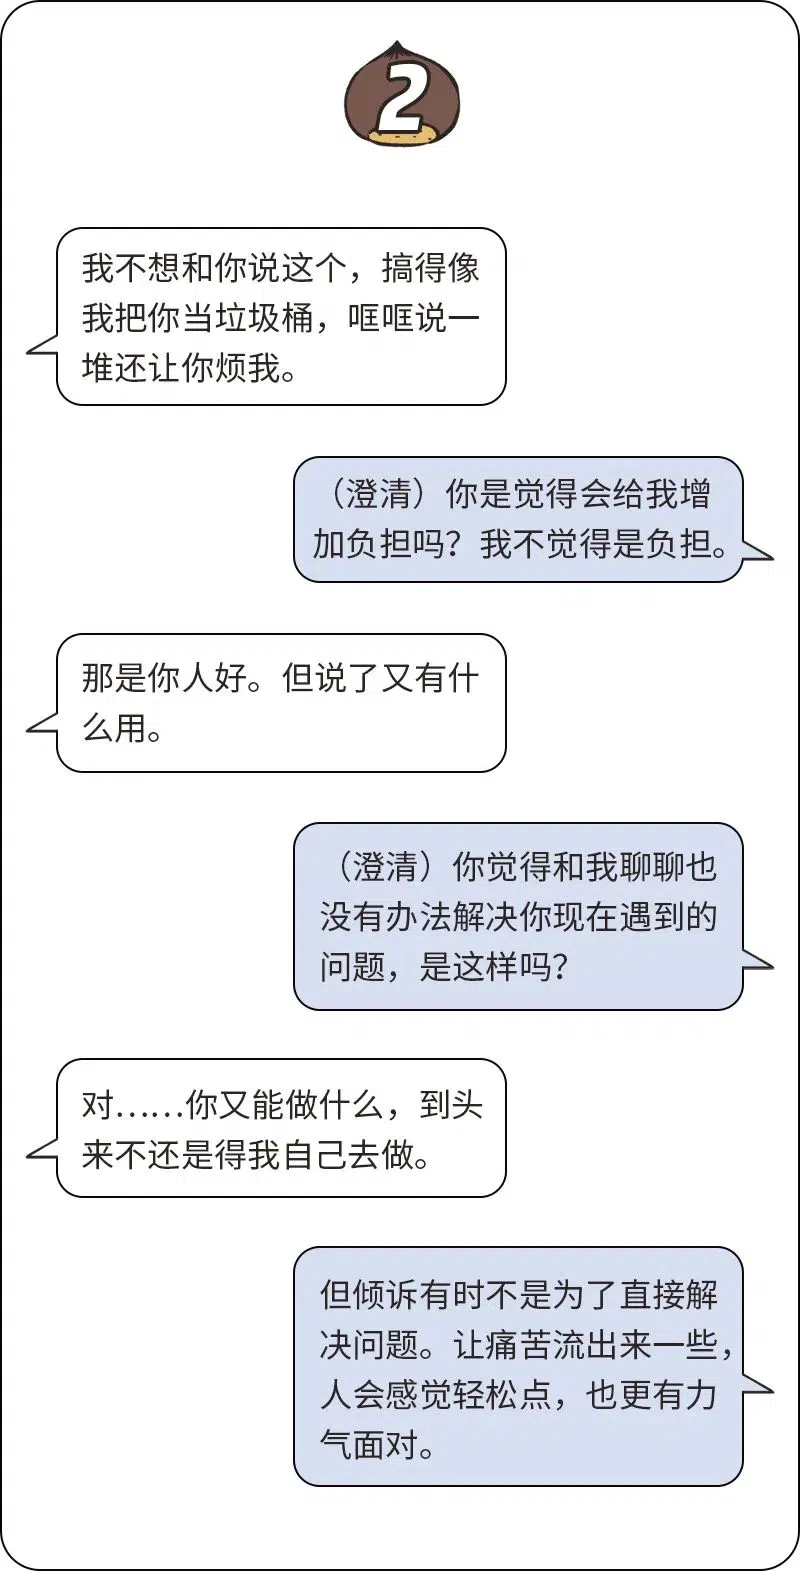 2
我不想和你说这个，搞得像
我把你当垃圾桶，哐哐说一
堆还让你烦我。
（澄清）你是觉得会给我增
加负担吗？我不觉得是负担。
那是你人好。但说了又有什
么用。
（澄清）你觉得和我聊聊也
没有办法解决你现在遇到的
问题，是这样吗？
对……你又能做什么，到头
来不还是得我自己去做。
但倾诉有时不是为了直接解
决问题。让痛苦流出来一些，
人会感觉轻松点，也更有力
气面对。